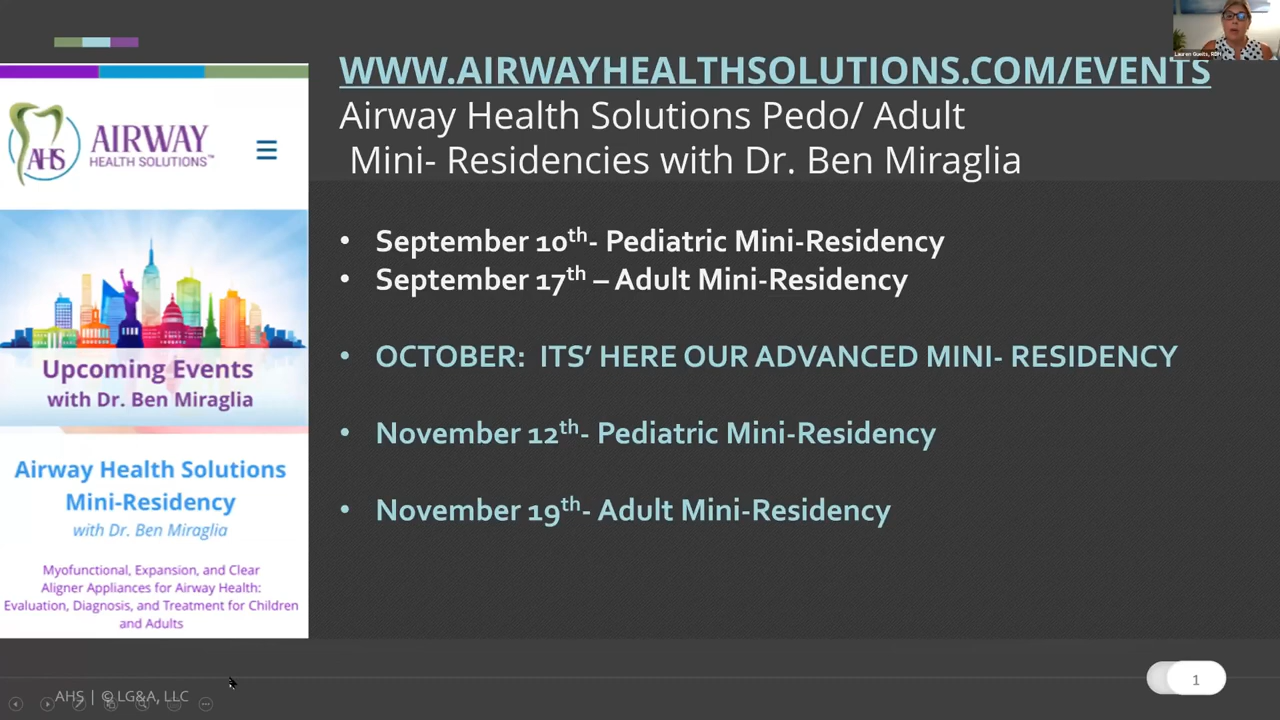 Lauren Gueits, RDH
WWW.AIRWAYHEALTHSOLUTIONS.COM/EVENTS
Airway Health Solutions Pedo/ Adult
Mini- Residencies with Dr. Ben Miraglia
AHS
AIRWAY
HEALTH SOLUTIONS™
Upcoming Events
with Dr. Ben Miraglia
Airway Health Solutions
Mini-Residency
with Dr. Ben Miraglia
Myofunctional, Expansion, and Clear
Aligner Appliances for Airway Health:
Evaluation, Diagnosis, and Treatment for Children
and Adults
• September 10th- Pediatric Mini-Residency
• September 17th – Adult Mini-Residency
• OCTOBER: ITS’ HERE OUR ADVANCED MINI- RESIDENCY
• November 12th- Pediatric Mini-Residency
• November 19th- Adult Mini-Residency
AHS | © LG&A, LLC
1